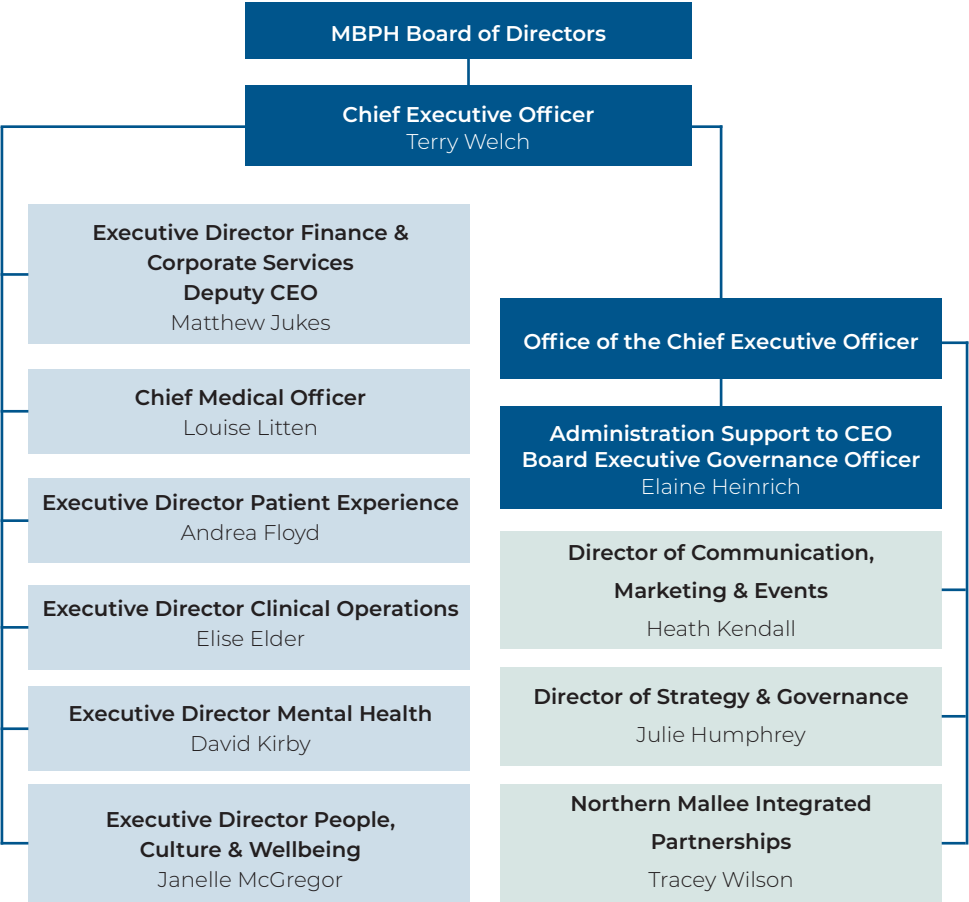 MBPH Board of Directors
Chief Executive Officer
Terry Welch
Executive Director Finance &
Corporate Services
Deputy CEO
Matthew Jukes
Chief Medical Officer
Louise Litten
Executive Director Patient Experience
Andrea Floyd
Executive Director Clinical Operations
Elise Elder
Executive Director Mental Health
David Kirby
Executive Director People,
Culture & Wellbeing
Janelle McGregor
Office of the Chief Executive Officer
Administration Support to CEO
Board Executive Governance Officer
Elaine Heinrich
Director of Communication,
Marketing & Events
Heath Kendall
Director of Strategy & Governance
Julie Humphrey
Northern Mallee Integrated
Partnerships
Tracey Wilson